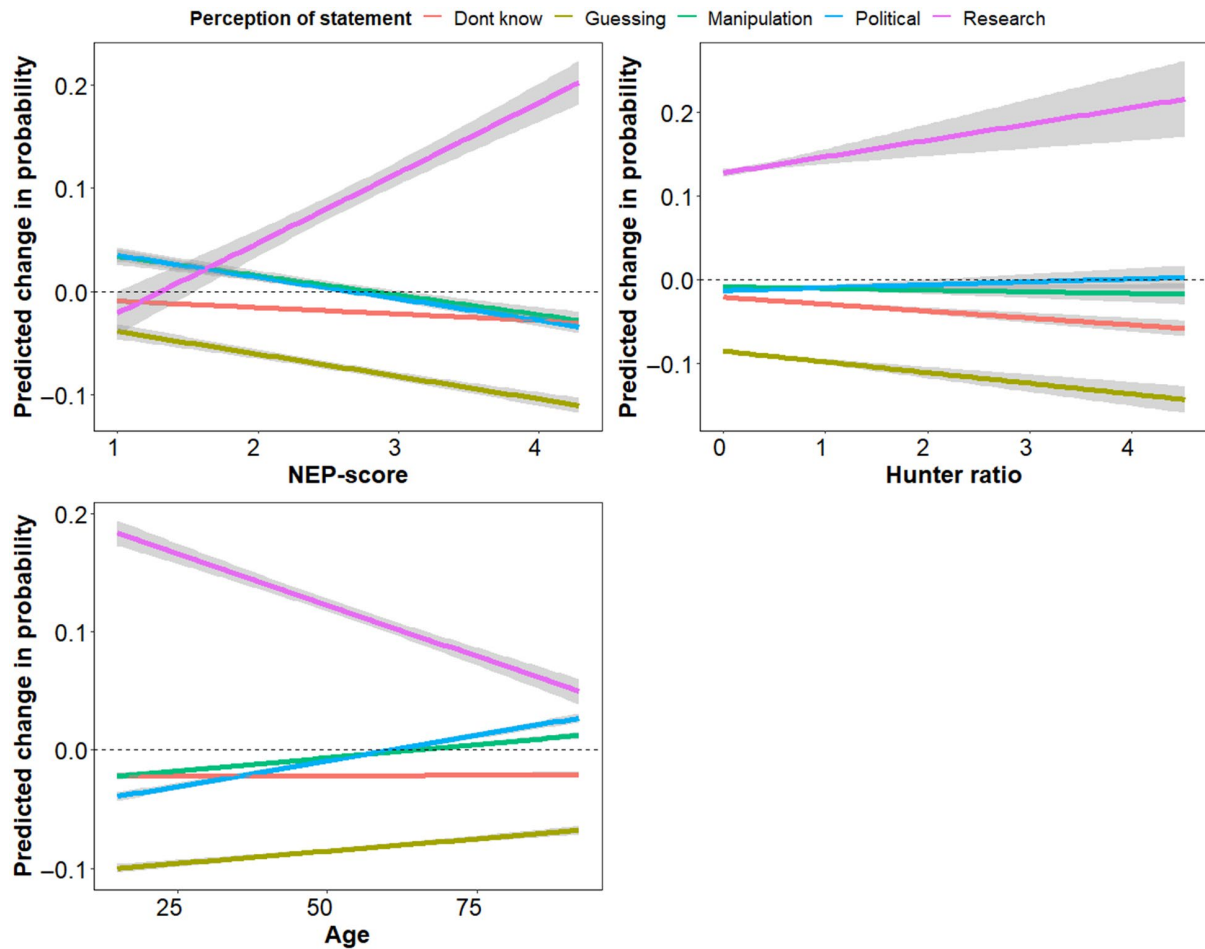 Perception of statement Dont know Guessing Manipulation Political Research
Predicted change in probability
0.2
0.1
0.0
−0.1
1 2 3 4
NEP-score
Predicted change in probability
0.2
0.1
0.0
−0.1
0 1 2 3 4
Hunter ratio
Predicted change in probability
0.2
0.1
0.0
−0.1
25 50 75
Age